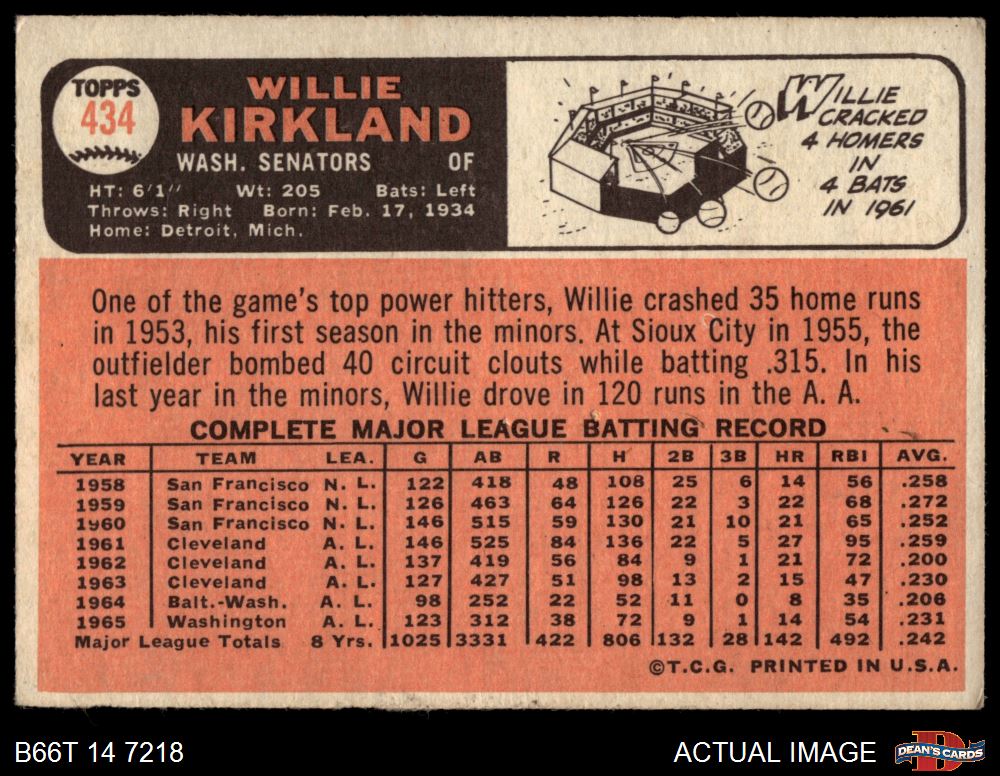 TOPPS
434
WILLIE
KIRKLAND
WASH. SENATORS OF
HT: 6'1" Wt: 205 Bats: Left
Throws: Right Born: Feb. 17, 1934
Home: Detroit, Mich.
WILLIE
CRACKED
4 HOMERS
IN
4 BATS
IN 1961
One of the game's top power hitters, Willie crashed 35 home runs
in 1953, his first season in the minors. At Sioux City in 1955, the
outfielder bombed 40 circuit clouts while batting .315. In his
last year in the minors, Willie drove in 120 runs in the A. A.
COMPLETE MAJOR LEAGUE BATTING RECORD
YEAR TEAM LEA. G AB R H 2B 3B HR RBI AVG.
1958 San Francisco N. L. 122 418 48 108 25 6 14 56 .258
1959 San Francisco N. L. 126 463 64 126 22 3 22 68 .272
1960 San Francisco N. L. 146 515 59 130 21 10 21 65 .252
1961 Cleveland A. L. 146 525 84 136 22 5 27 95 .259
1962 Cleveland A. L. 137 419 56 84 9 1 21 72 .200
1963 Cleveland A. L. 127 427 51 98 13 2 15 47 .230
1964 Balt.-Wash. A. L. 98 252 22 52 11 0 8 35 .206
1965 Washington A. L. 123 312 38 72 9 1 14 54 .231
Major League Totals 8 Yrs. 1025 3331 422 806 132 28 142 492 .242
©T.C.G. PRINTED IN U.S.A.
B66T 14 7218
ACTUAL IMAGE
DEAN'S CARDS